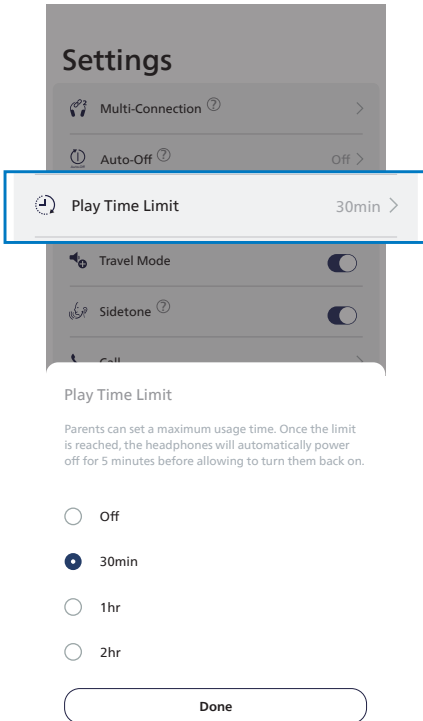 Settings
Multi-Connection ?
Auto-Off ? Off
Play Time Limit 30min
Travel Mode
Sidetone ?
Call
Play Time Limit
Parents can set a maximum usage time. Once the limit
is reached, the headphones will automatically power
off for 5 minutes before allowing to turn them back on.
Off
30min
1hr
2hr
Done